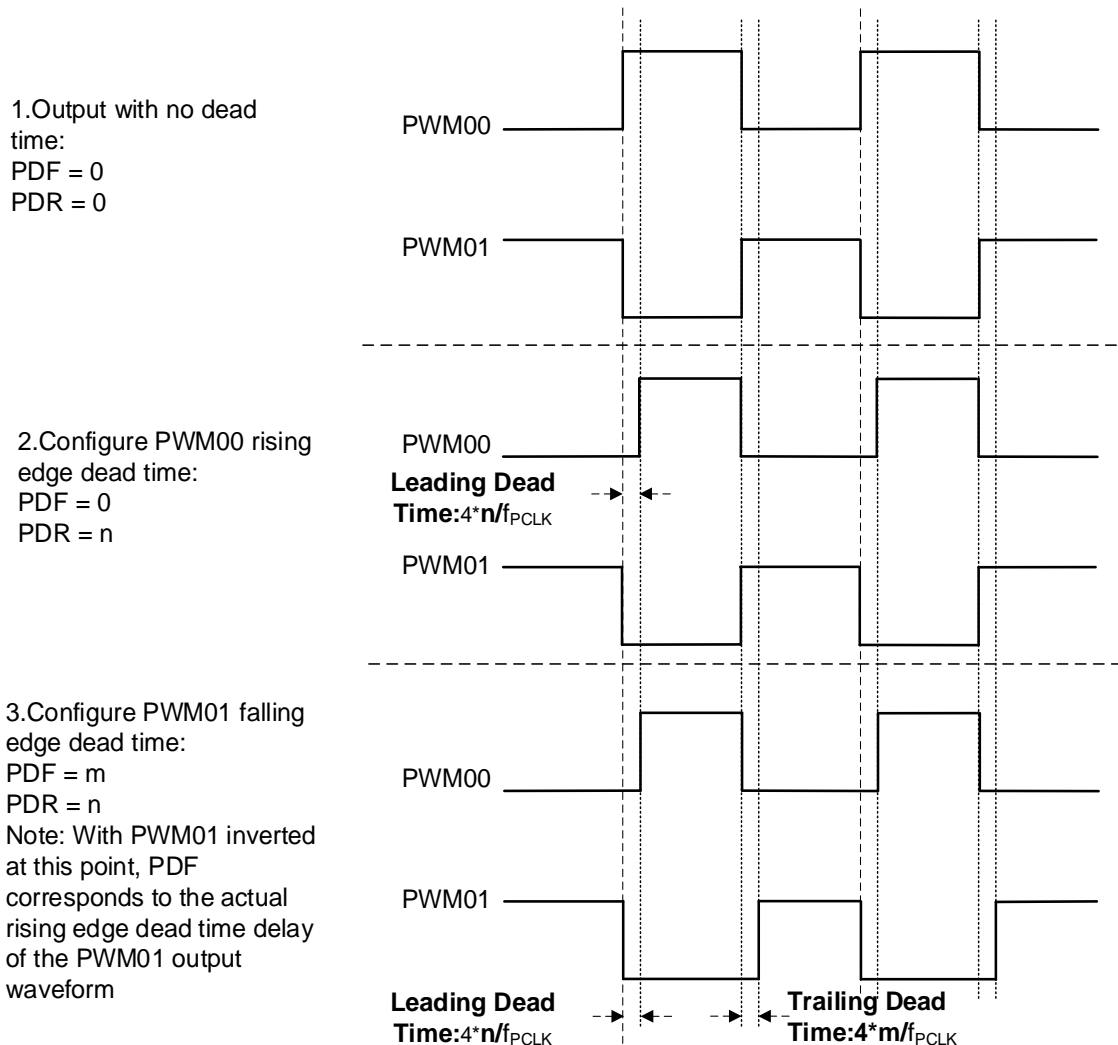 1.Output with no dead
time:
PDF = 0
PDR = 0
PWM00
PWM01
2.Configure PWM00 rising
edge dead time:
PDF = 0
PDR = n
PWM00
Leading Dead
Time:4*n/fPCLK
PWM01
3.Configure PWM01 falling
edge dead time:
PDF = m
PDR = n
Note: With PWM01 inverted
at this point, PDF
corresponds to the actual
rising edge dead time delay
of the PWM01 output
waveform
PWM00
PWM01
Leading Dead
Time:4*n/fPCLK
Trailing Dead
Time:4*m/fPCLK